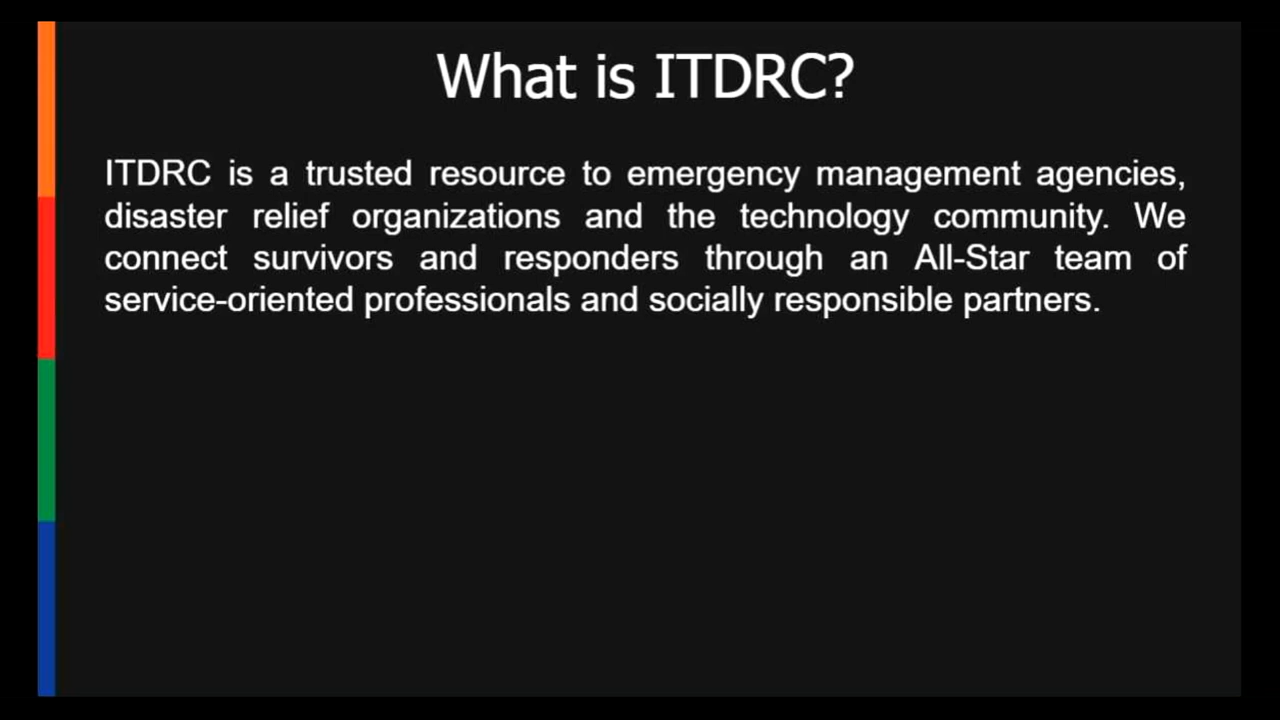 What is ITDRC?
ITDRC is a trusted resource to emergency management agencies,
disaster relief organizations and the technology community. We
connect survivors and responders through an All-Star team of
service-oriented professionals and socially responsible partners.